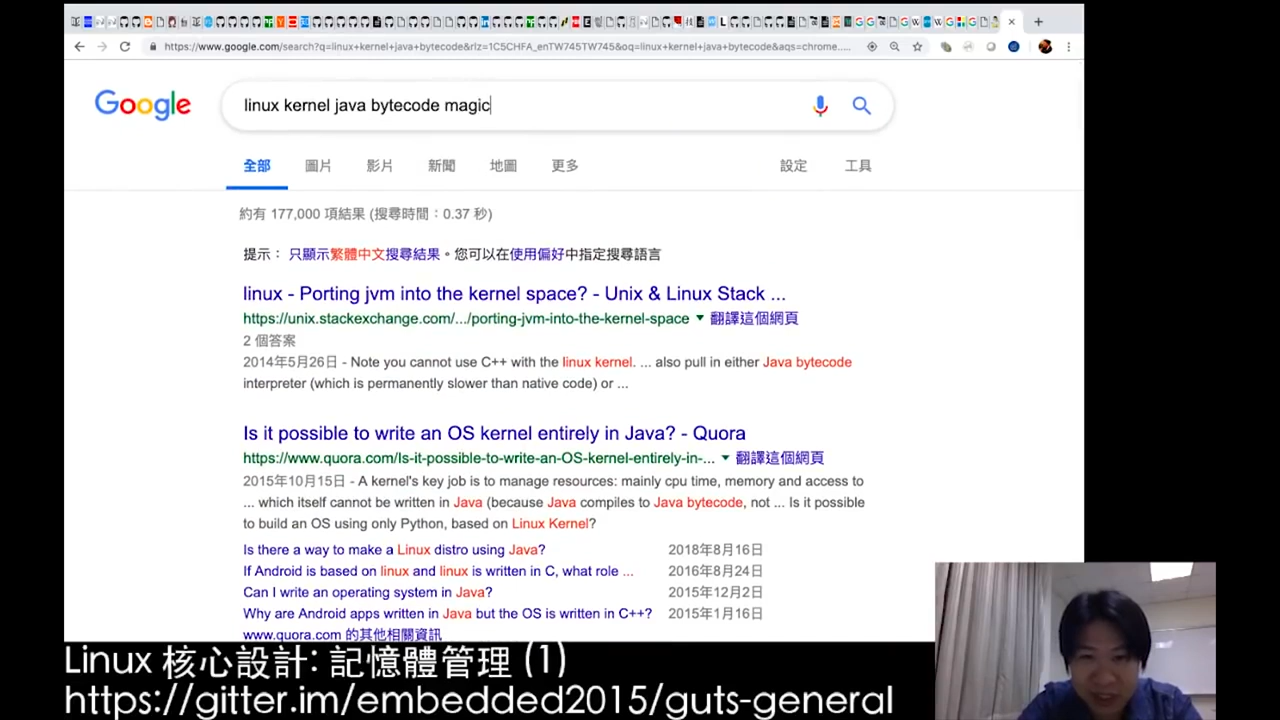 https://www.google.com/search?q=linux+kernel+java+bytecode&rlz=1C5CHFA_enTW745TW745&oq=linux+kernel+java+bytecode&aqs=chrome....
Google
linux kernel java bytecode magic
全部 圖片 影片 新聞 地圖 更多 設定 工具
約有 177,000 項結果 (搜尋時間：0.37 秒)
提示： 只顯示繁體中文搜尋結果。您可以在使用偏好中指定搜尋語言
linux - Porting jvm into the kernel space? - Unix & Linux Stack ...
https://unix.stackexchange.com/.../porting-jvm-into-the-kernel-space 翻譯這個網頁
2 個答案
2014年5月26日 - Note you cannot use C++ with the linux kernel. ... also pull in either Java bytecode
interpreter (which is permanently slower than native code) or ...
Is it possible to write an OS kernel entirely in Java? - Quora
https://www.quora.com/Is-it-possible-to-write-an-OS-kernel-entirely-in-... 翻譯這個網頁
2015年10月15日 - A kernel's key job is to manage resources: mainly cpu time, memory and access to
... which itself cannot be written in Java (because Java compiles to Java bytecode, not ... Is it possible
to build an OS using only Python, based on Linux Kernel?
Is there a way to make a Linux distro using Java? 2018年8月16日
If Android is based on linux and linux is written in C, what role ... 2016年8月24日
Can I write an operating system in Java? 2015年12月2日
Why are Android apps written in Java but the OS is written in C++? 2015年1月16日
www.quora.com 的其他相關資訊
Linux 核心設計: 記憶體管理 (1)
https://gitter.im/embedded2015/guts-general